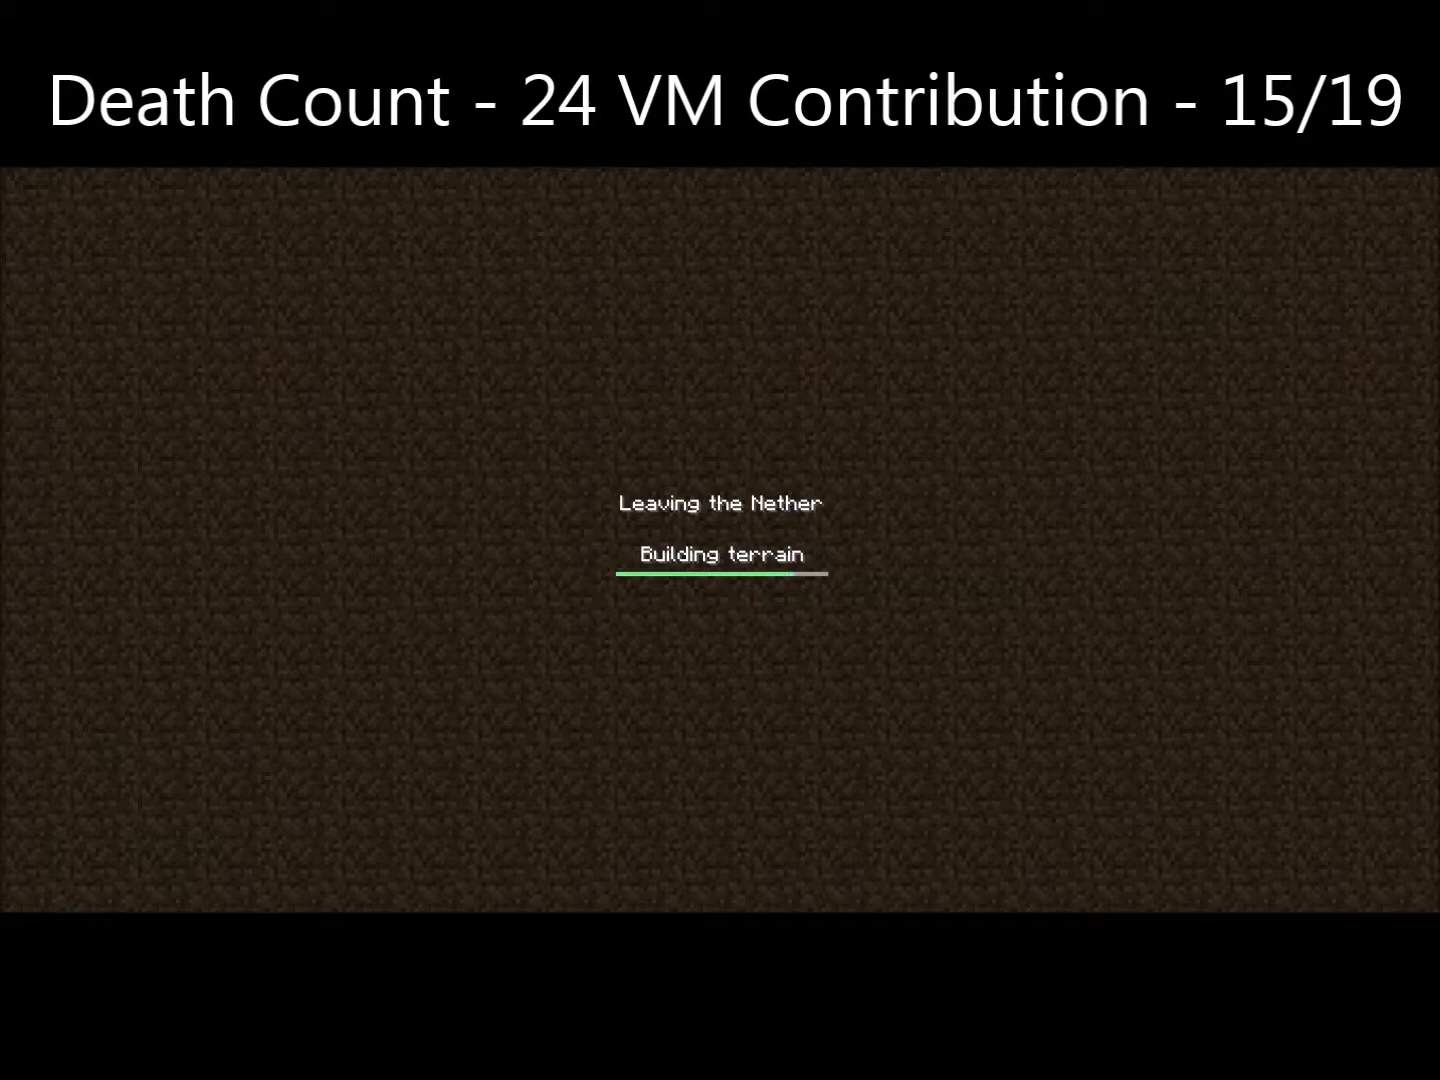 Death Count - 24 VM Contribution - 15/19
Leaving the Nether
Building terrain